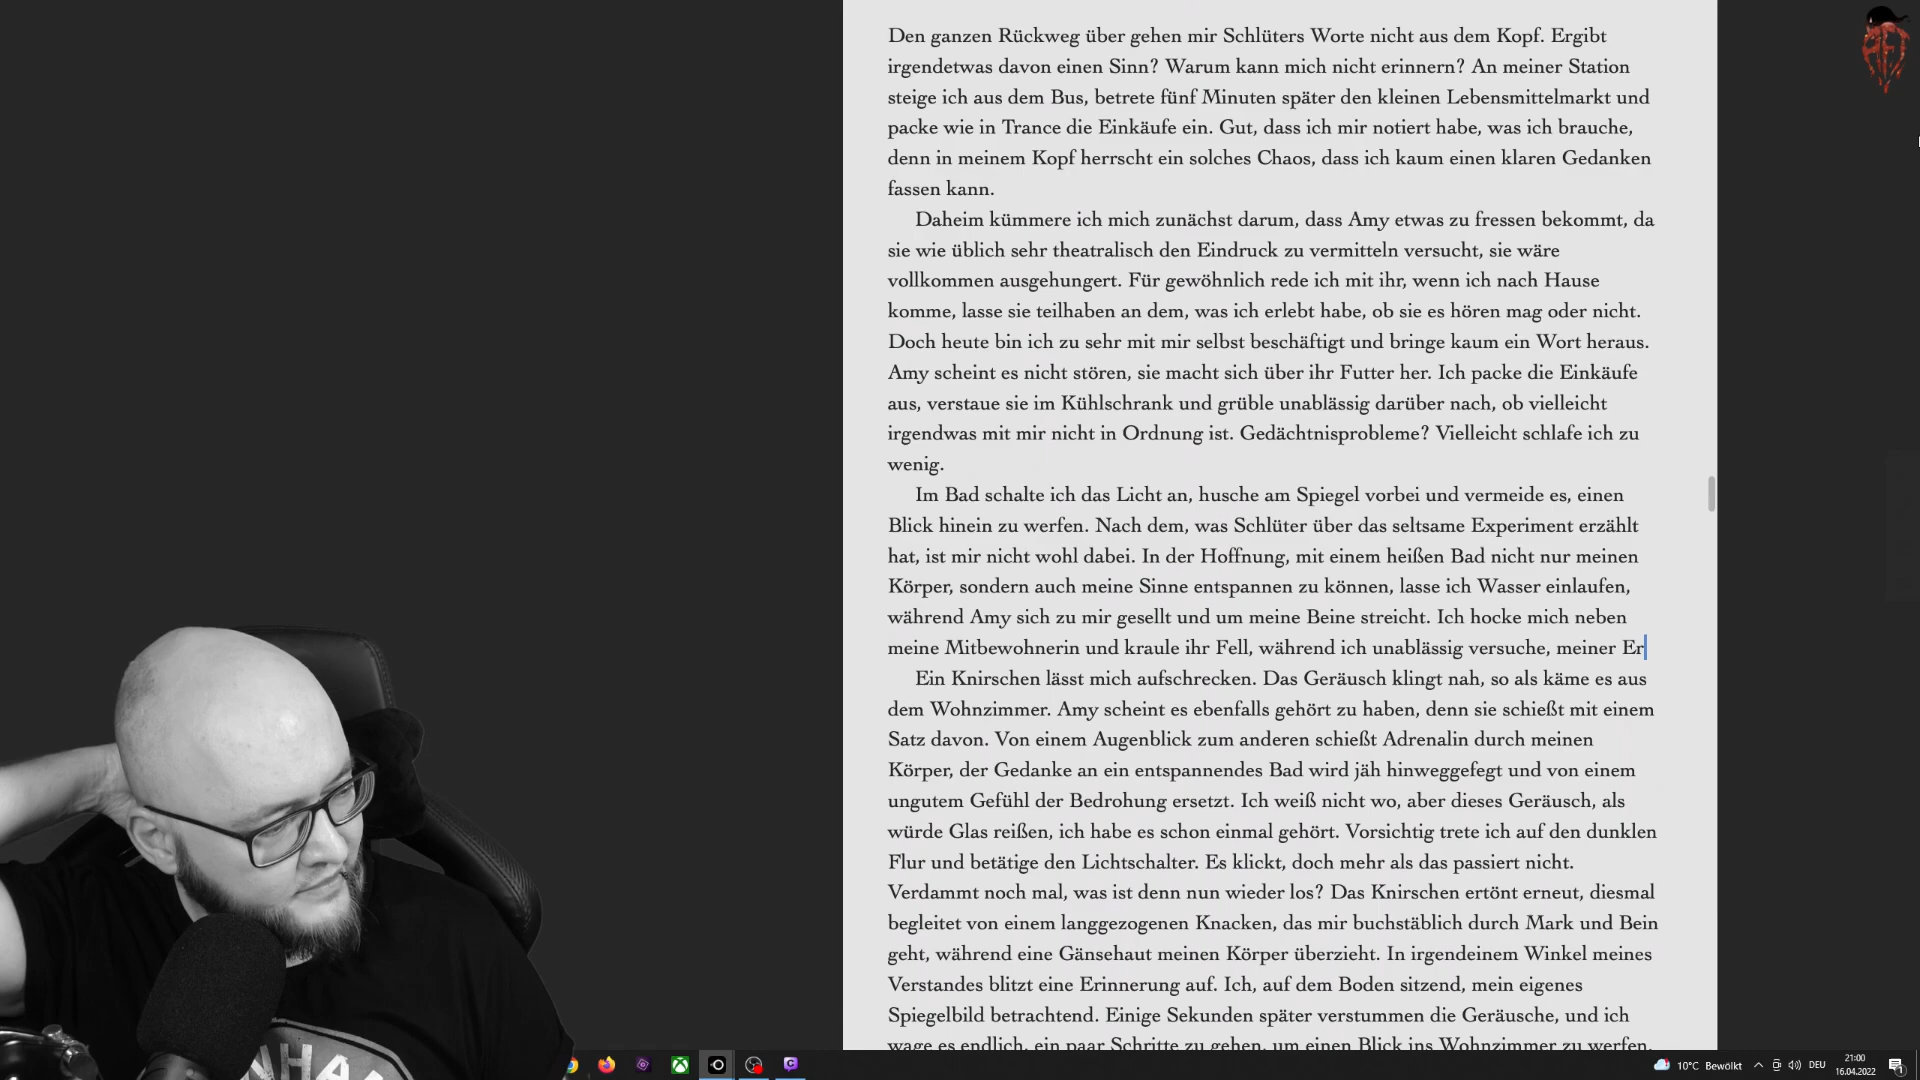 Den ganzen Rückweg über gehen mir Schlüters Worte nicht aus dem Kopf. Ergibt
irgendetwas davon einen Sinn? Warum kann mich nicht erinnern? An meiner Station
steige ich aus dem Bus, betrete fünf Minuten später den kleinen Lebensmittelmarkt und
packe wie in Trance die Einkäufe ein. Gut, dass ich mir notiert habe, was ich brauche,
denn in meinem Kopf herrscht ein solches Chaos, dass ich kaum einen klaren Gedanken
fassen kann.
Daheim kümmere ich mich zunächst darum, dass Amy etwas zu fressen bekommt, da
sie wie üblich sehr theatralisch den Eindruck zu vermitteln versucht, sie wäre
vollkommen ausgehungert. Für gewöhnlich rede ich mit ihr, wenn ich nach Hause
komme, lasse sie teilhaben an dem, was ich erlebt habe, ob sie es hören mag oder nicht.
Doch heute bin ich zu sehr mit mir selbst beschäftigt und bringe kaum ein Wort heraus.
Amy scheint es nicht stören, sie macht sich über ihr Futter her. Ich packe die Einkäufe
aus, verstaue sie im Kühlschrank und grüble unablässig darüber nach, ob vielleicht
irgendwas mit mir nicht in Ordnung ist. Gedächtnisprobleme? Vielleicht schlafe ich zu
wenig.
Im Bad schalte ich das Licht an, husche am Spiegel vorbei und vermeide es, einen
Blick hinein zu werfen. Nach dem, was Schlüter über das seltsame Experiment erzählt
hat, ist mir nicht wohl dabei. In der Hoffnung, mit einem heißen Bad nicht nur meinen
Körper, sondern auch meine Sinne entspannen zu können, lasse ich Wasser einlaufen,
während Amy sich zu mir gesellt und um meine Beine streicht. Ich hocke mich neben
meine Mitbewohnerin und kraule ihr Fell, während ich unablässig versuche, meiner Er
Ein Knirschen lässt mich aufschrecken. Das Geräusch klingt nah, so als käme es aus
dem Wohnzimmer. Amy scheint es ebenfalls gehört zu haben, denn sie schießt mit einem
Satz davon. Von einem Augenblick zum anderen schießt Adrenalin durch meinen
Körper, der Gedanke an ein entspannendes Bad wird jäh hinweggefegt und von einem
ungutem Gefühl der Bedrohung ersetzt. Ich weiß nicht wo, aber dieses Geräusch, als
würde Glas reißen, ich habe es schon einmal gehört. Vorsichtig trete ich auf den dunklen
Flur und betätige den Lichtschalter. Es klickt, doch mehr als das passiert nicht.
Verdammt noch mal, was ist denn nun wieder los? Das Knirschen ertönt erneut, diesmal
begleitet von einem langgezogenen Knacken, das mir buchstäblich durch Mark und Bein
geht, während eine Gänsehaut meinen Körper überzieht. In irgendeinem Winkel meines
Verstandes blitzt eine Erinnerung auf. Ich, auf dem Boden sitzend, mein eigenes
Spiegelbild betrachtend. Einige Sekunden später verstummen die Geräusche, und ich
wage es endlich, ein paar Schritte zu gehen, um einen Blick ins Wohnzimmer zu werfen.
10°C Bewölkt
DEU
21:00
16.04.2022